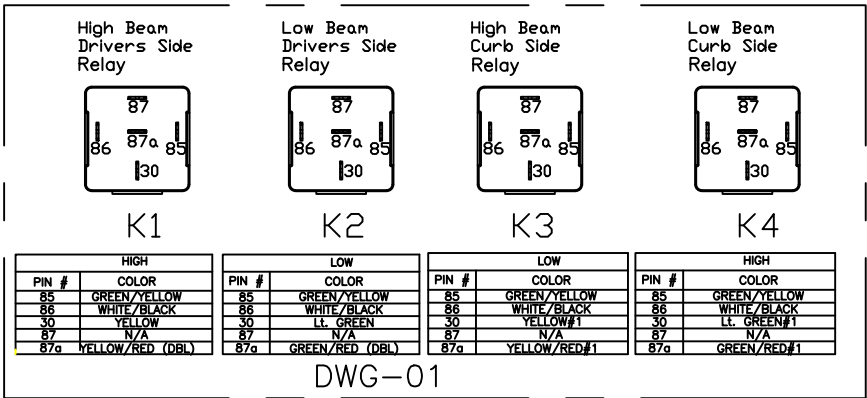 High Beam
Drivers Side
Relay
Low Beam
Drivers Side
Relay
High Beam
Curb Side
Relay
Low Beam
Curb Side
Relay
87
86 87a 85
30
87
86 87a 85
30
87
86 87a 85
30
87
86 87a 85
30
K1 K2 K3 K4
HIGH
PIN # COLOR
85 GREEN/YELLOW
86 WHITE/BLACK
30 YELLOW
87 N/A
87a YELLOW/RED (DBL)
LOW
PIN # COLOR
85 GREEN/YELLOW
86 WHITE/BLACK
30 Lt. GREEN
87 N/A
87a GREEN/RED (DBL)
LOW
PIN # COLOR
85 GREEN/YELLOW
86 WHITE/BLACK
30 YELLOW#1
87 N/A
87a YELLOW/RED#1
HIGH
PIN # COLOR
85 GREEN/YELLOW
86 WHITE/BLACK
30 Lt. GREEN#1
87 N/A
87a GREEN/RED#1
DWG-01